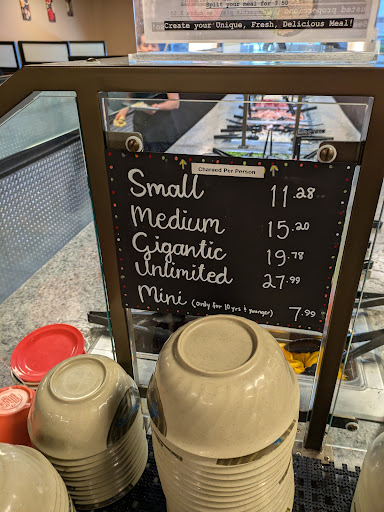 Split your meal for 3.50
Create your Unique, Fresh, Delicious Meal!
Charged Per Person
Small 11.28
Medium 15.20
Gigantic 19.78
Unlimited 27.99
Mini (only for 10 yrs & younger) 7.99